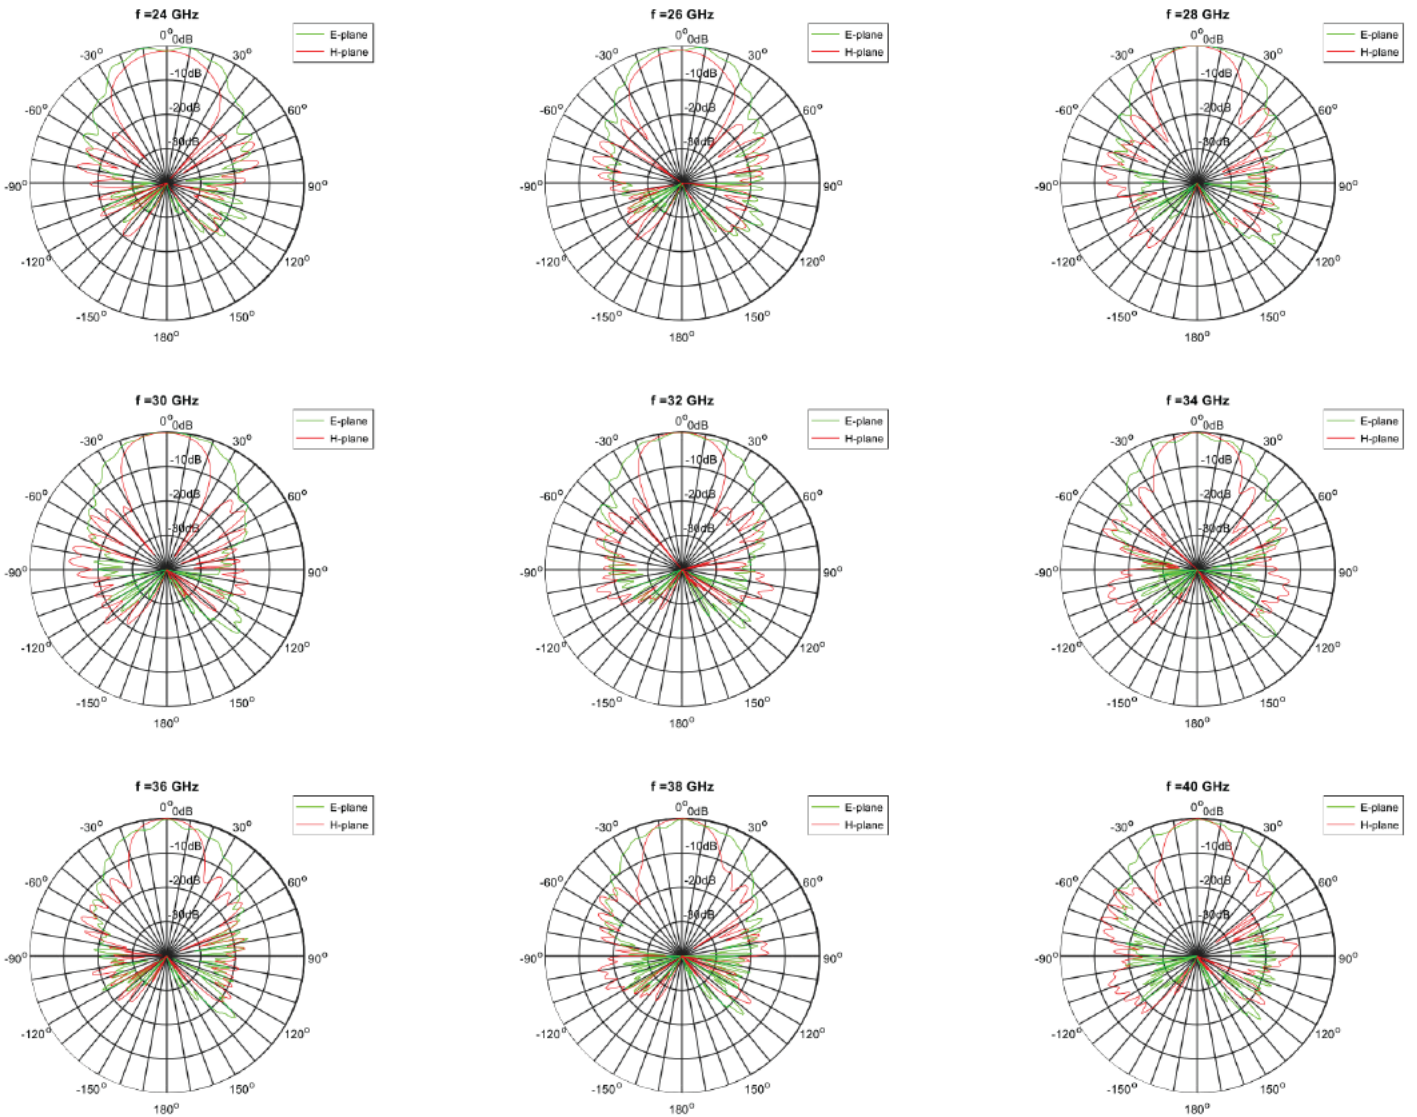 f =24 GHz
0° 0dB
E-plane
H-plane
-30° 30°
-10dB
-60° 60°
-20dB
-30dB
-90° 90°
-120° 120°
-150° 150°
180°
f =26 GHz
0° 0dB
E-plane
H-plane
-30° 30°
-10dB
-60° 60°
-20dB
-30dB
-90° 90°
-120° 120°
-150° 150°
180°
f =28 GHz
0° 0dB
E-plane
H-plane
-30° 30°
-10dB
-60° 60°
-20dB
-30dB
-90° 90°
-120° 120°
-150° 150°
180°
f =30 GHz
0° 0dB
E-plane
H-plane
-30° 30°
-10dB
-60° 60°
-20dB
-30dB
-90° 90°
-120° 120°
-150° 150°
180°
f =32 GHz
0° 0dB
E-plane
H-plane
-30° 30°
-10dB
-60° 60°
-20dB
-30dB
-90° 90°
-120° 120°
-150° 150°
180°
f =34 GHz
0° 0dB
E-plane
H-plane
-30° 30°
-10dB
-60° 60°
-20dB
-30dB
-90° 90°
-120° 120°
-150° 150°
180°
f =36 GHz
0° 0dB
E-plane
H-plane
-30° 30°
-10dB
-60° 60°
-20dB
-30dB
-90° 90°
-120° 120°
-150° 150°
180°
f =38 GHz
0° 0dB
E-plane
H-plane
-30° 30°
-10dB
-60° 60°
-20dB
-30dB
-90° 90°
-120° 120°
-150° 150°
180°
f =40 GHz
0° 0dB
E-plane
H-plane
-30° 30°
-10dB
-60° 60°
-20dB
-30dB
-90° 90°
-120° 120°
-150° 150°
180°